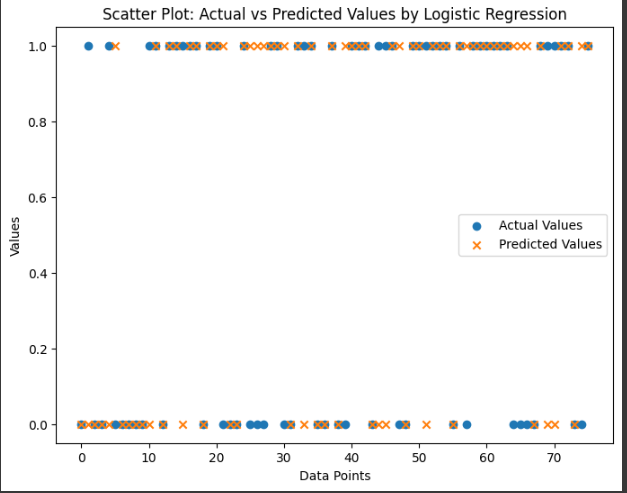 Scatter Plot: Actual vs Predicted Values by Logistic Regression
1.0
0.8
0.6
0.4
0.2
0.0
Values
Actual Values
Predicted Values
0 10 20 30 40 50 60 70
Data Points